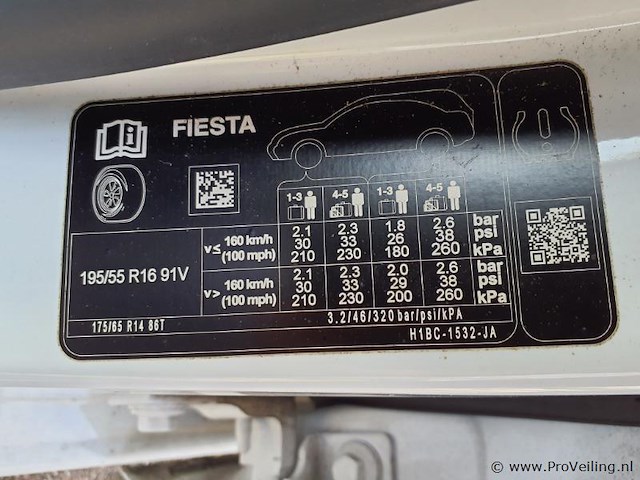 FIESTA
1-3 4-5 1-3 4-5
195/55 R16 91V
v≤ 160 km/h (100 mph)
2.1 2.3 1.8 2.6 bar
30 33 26 38 psi
210 230 180 260 kPa
v> 160 km/h (100 mph)
2.1 2.3 2.0 2.6 bar
30 33 29 38 psi
210 230 200 260 kPa
175/65 R14 86T
3.2/46/320 bar/psi/kPA
H1BC-1532-JA
© www.ProVeiling.nl